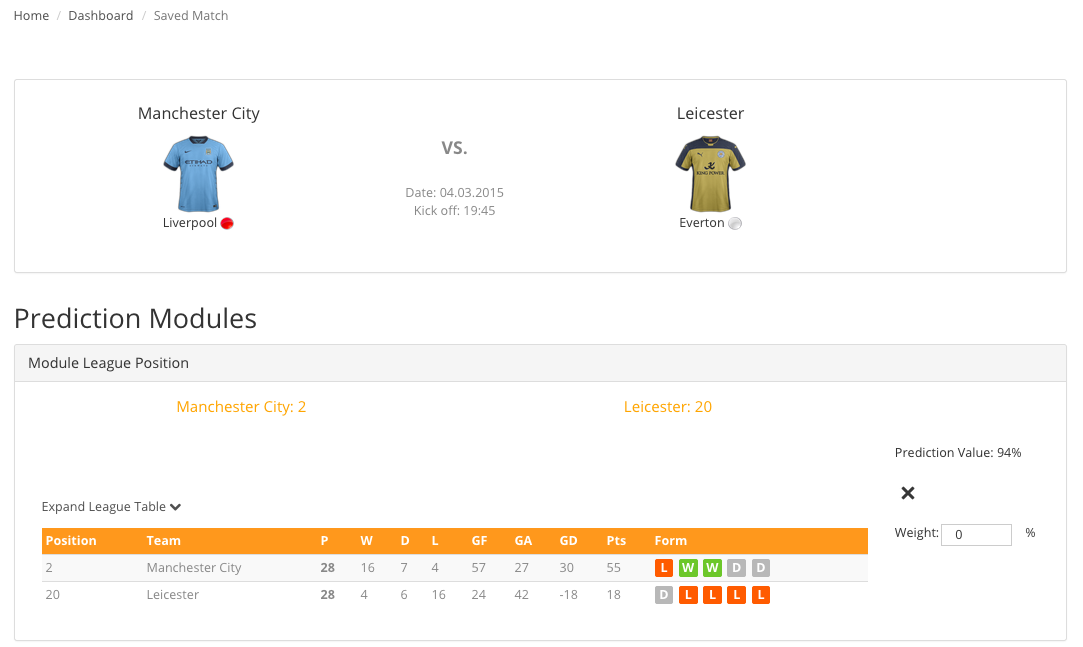 Home / Dashboard / Saved Match
Manchester City
Leicester
VS.
ETIHAD
KING POWER
Date: 04.03.2015
Kick off: 19:45
Liverpool
Everton
Prediction Modules
Module League Position
Manchester City: 2
Leicester: 20
Prediction Value: 94%
Expand League Table
Weight: 0 %
Position Team P W D L GF GA GD Pts Form
2 Manchester City 28 16 7 4 57 27 30 55 L W W D D
20 Leicester 28 4 6 16 24 42 -18 18 D L L L L